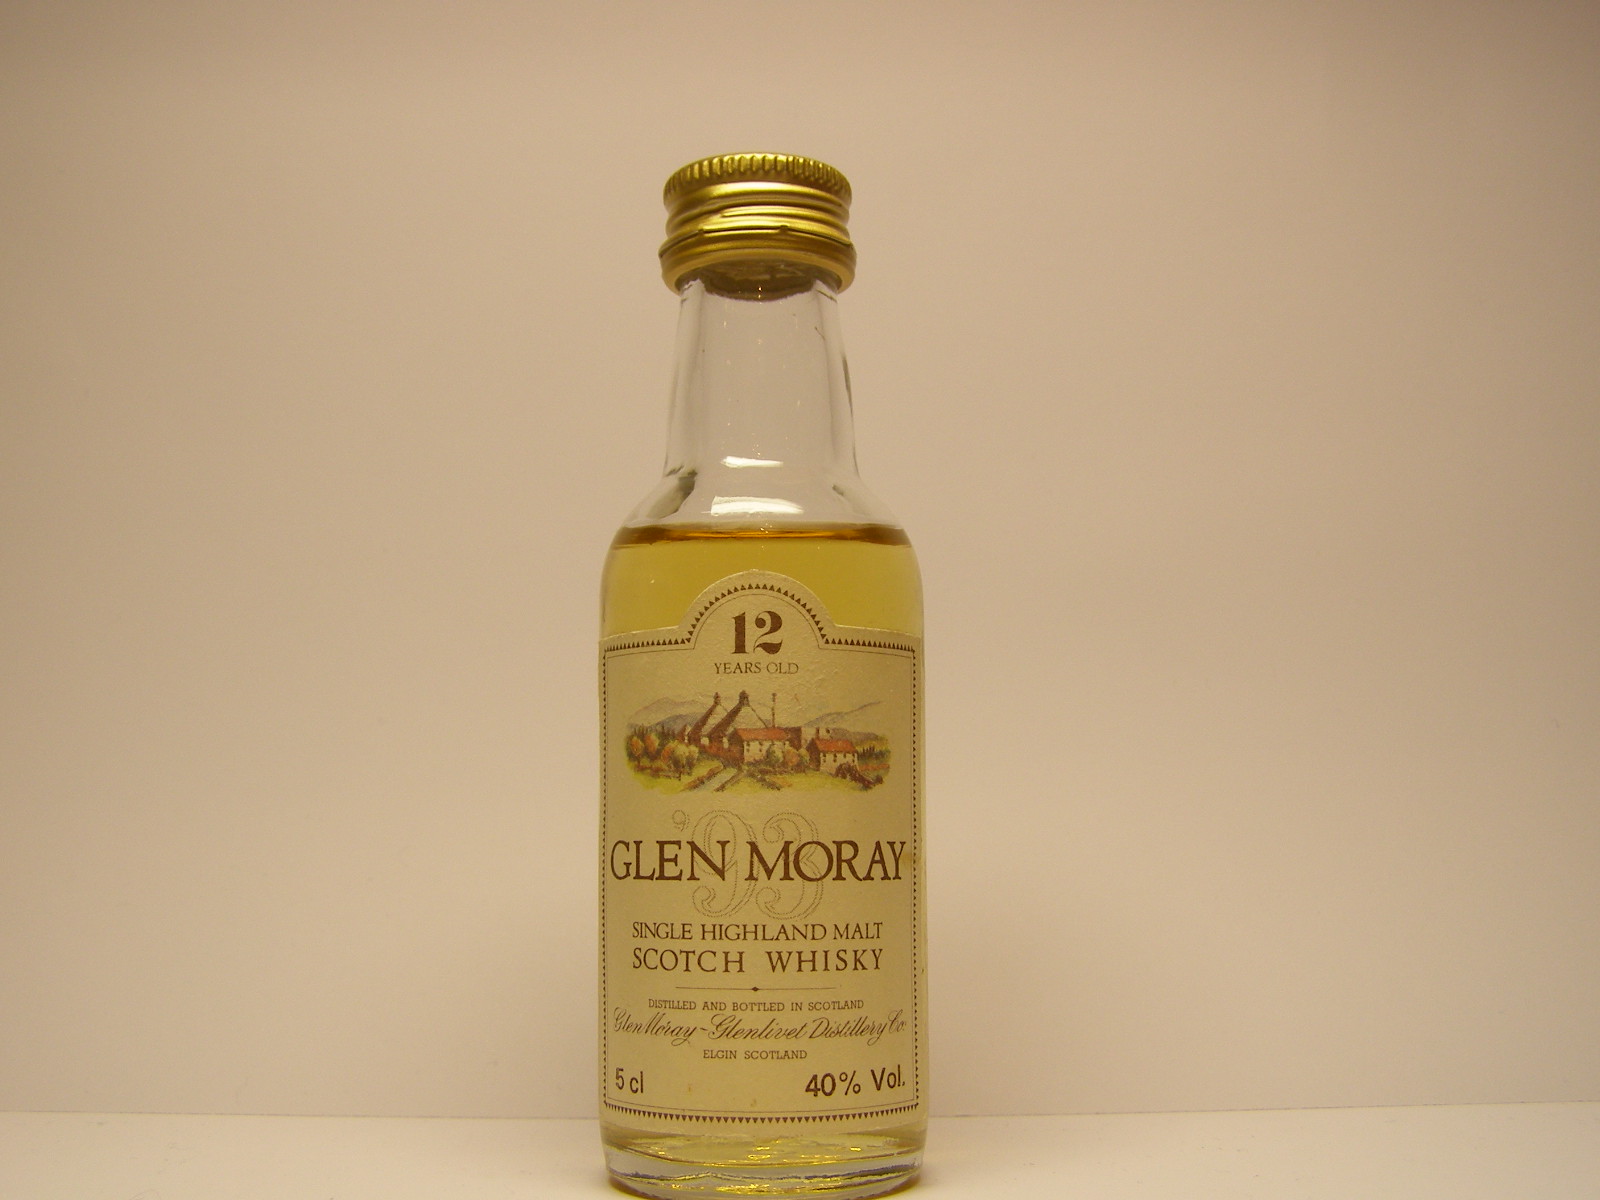 12
YEARS OLD
'93
GLEN MORAY
SINGLE HIGHLAND MALT
SCOTCH WHISKY
DISTILLED AND BOTTLED IN SCOTLAND
Glen Moray-Glenlivet Distillery Co.
ELGIN SCOTLAND
5 cl 40% Vol.